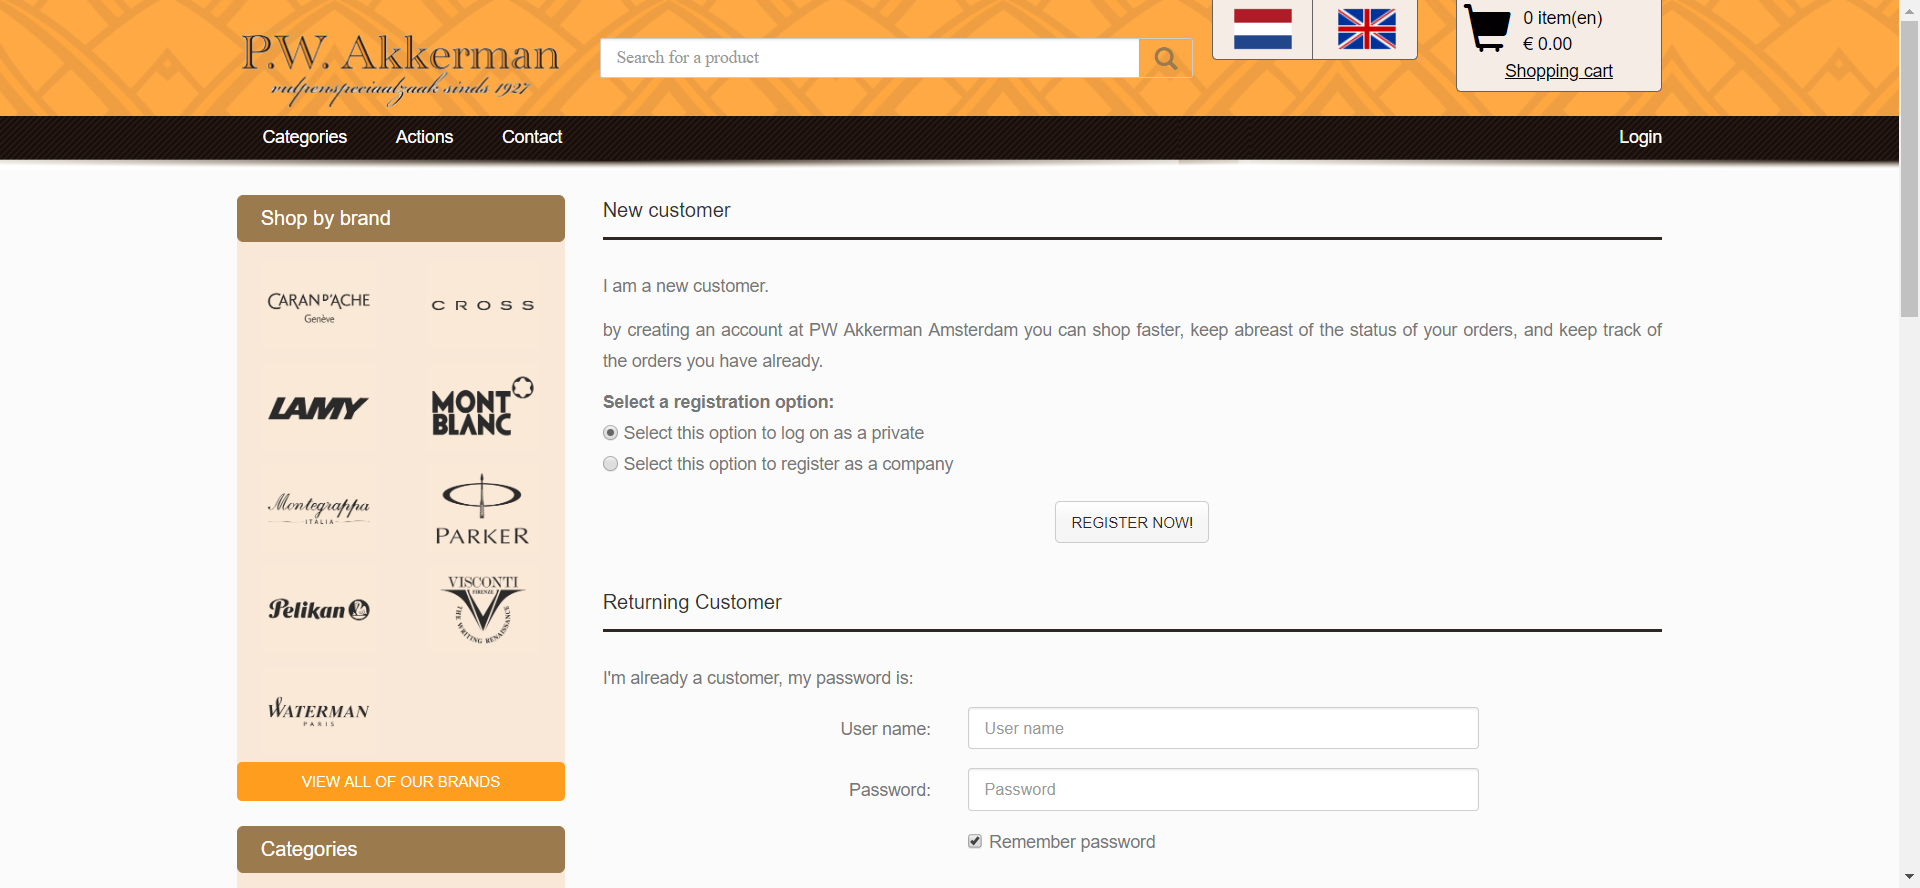 P.W. Akkerman
vulpenspeciaalzaak sinds 1927
Search for a product
0 item(en)
€ 0.00
Shopping cart
Categories
Actions
Contact
Login
Shop by brand
CARAN D'ACHE
Genève
CROSS
LAMY
MONT
BLANC
Montegrappa
ITALIA
PARKER
Pelikan
VISCONTI
FIRENZE
THE WRITING RENAISSANCE
WATERMAN
PARIS
VIEW ALL OF OUR BRANDS
Categories
New customer
I am a new customer.
by creating an account at PW Akkerman Amsterdam you can shop faster, keep abreast of the status of your orders, and keep track of
the orders you have already.
Select a registration option:
Select this option to log on as a private
Select this option to register as a company
REGISTER NOW!
Returning Customer
I'm already a customer, my password is:
User name:
User name
Password:
Password
Remember password